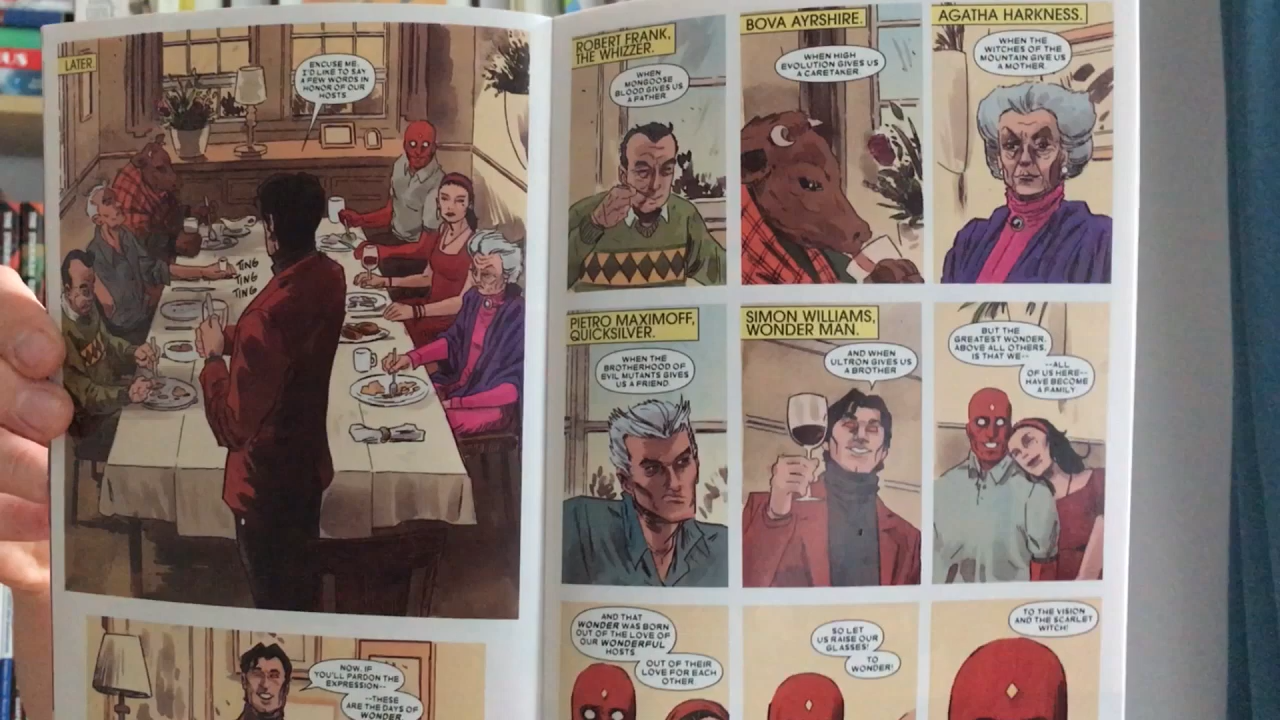 LATER.
EXCUSE ME.
I'D LIKE TO SAY
A FEW WORDS IN
HONOR OF OUR
HOSTS.
TING
TING
TING
NOW, IF
YOU'LL PARDON THE
EXPRESSION--
--THESE
ARE THE DAYS OF
WONDER.
ROBERT FRANK,
THE WHIZZER.
WHEN
MONGOOSE
BLOOD GIVES US
A FATHER.
BOVA AYRSHIRE.
WHEN HIGH
EVOLUTION GIVES US
A CARETAKER.
AGATHA HARKNESS.
WHEN THE
WITCHES OF THE
MOUNTAIN GIVE US
A MOTHER.
PIETRO MAXIMOFF,
QUICKSILVER.
WHEN THE
BROTHERHOOD OF
EVIL MUTANTS GIVES
US A FRIEND.
SIMON WILLIAMS,
WONDER MAN.
AND WHEN
ULTRON GIVES US
A BROTHER.
BUT THE
GREATEST WONDER,
ABOVE ALL OTHERS,
IS THAT WE--
--ALL
OF US HERE--
HAVE BECOME
A FAMILY.
AND THAT
WONDER WAS BORN
OUT OF THE LOVE OF
OUR WONDERFUL
HOSTS.
OUT OF THEIR
LOVE FOR EACH
OTHER.
SO LET
US RAISE OUR
GLASSES!
TO
WONDER!
TO THE VISION
AND THE SCARLET
WITCH!